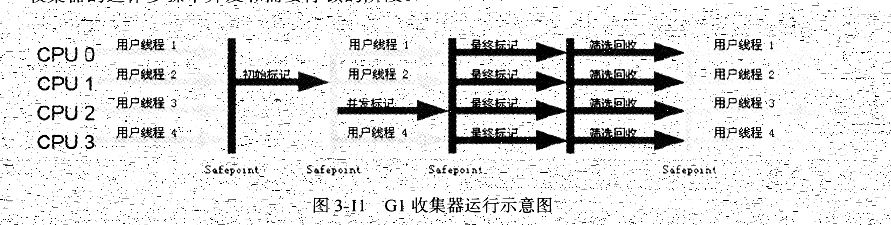 CPU 0 用户线程 1 用户线程 1 最终标记 筛选回收 用户线程 1
CPU 1 用户线程 2 初始标记 用户线程 2 最终标记 筛选回收 用户线程 2
CPU 2 用户线程 3 并发标记 最终标记 筛选回收 用户线程 3
CPU 3 用户线程 4 用户线程 4 最终标记 筛选回收 用户线程 4
Safepoint Safepoint Safepoint Safepoint
图 3-11 G1 收集器运行示意图